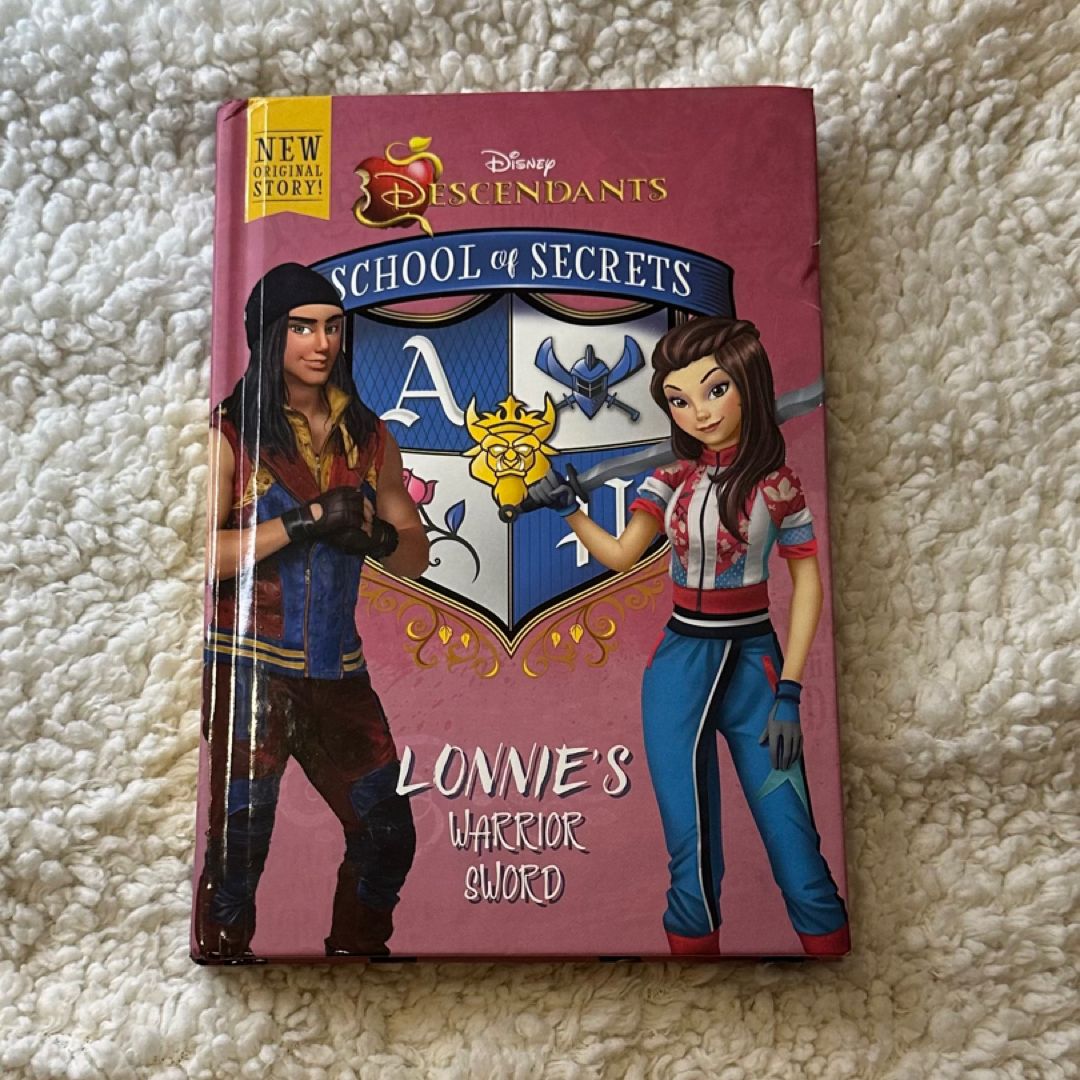 NEW
ORIGINAL
STORY!
Disney
DESCENDANTS
SCHOOL of SECRETS
A
LONNIE'S
WARRIOR
SWORD